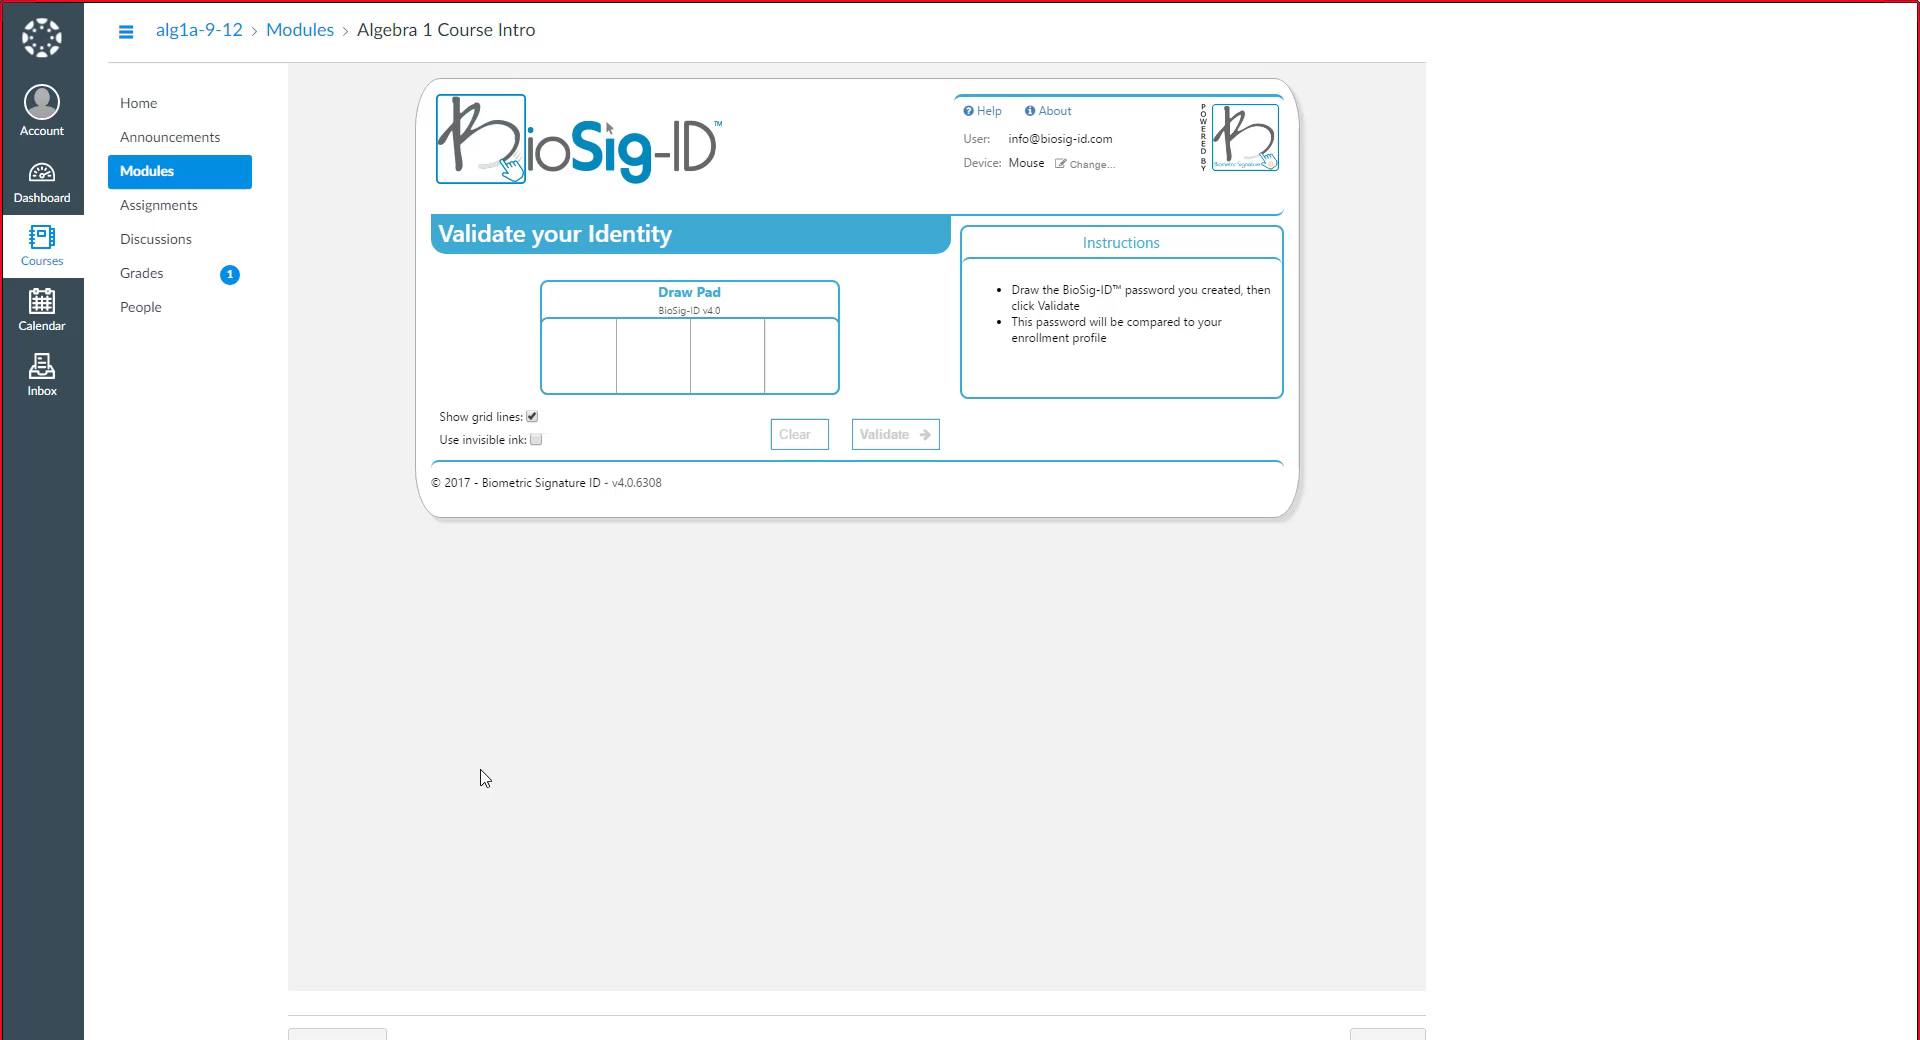 alg1a-9-12 > Modules > Algebra 1 Course Intro
Account
Dashboard
Courses
Calendar
Inbox
Home
Announcements
Modules
Assignments
Discussions
Grades 1
People
BioSig-ID™
Help About
User: info@biosig-id.com
Device: Mouse Change...
POWERED BY
Biometric Signature ID
Validate your Identity
Draw Pad
BioSig-ID v4.0
Show grid lines:
Use invisible ink:
Clear
Validate
Instructions
• Draw the BioSig-ID™ password you created, then
click Validate
• This password will be compared to your
enrollment profile
© 2017 - Biometric Signature ID - v4.0.6308